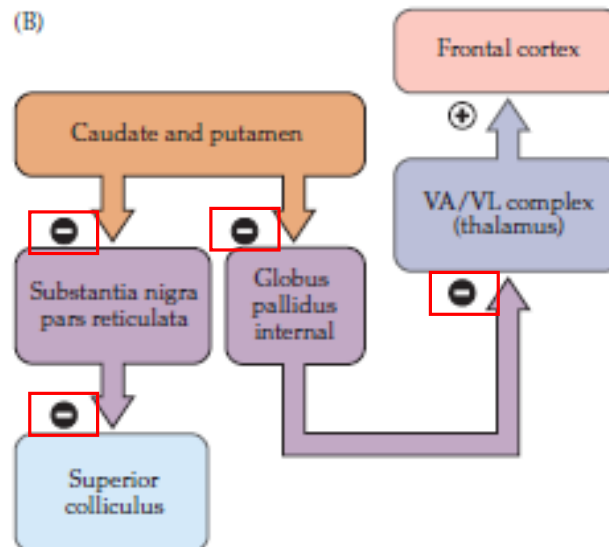 (B)
Frontal cortex
+
Caudate and putamen
VA/VL complex
(thalamus)
−
−
Substantia nigra
pars reticulata
Globus
pallidus
internal
−
−
Superior
colliculus